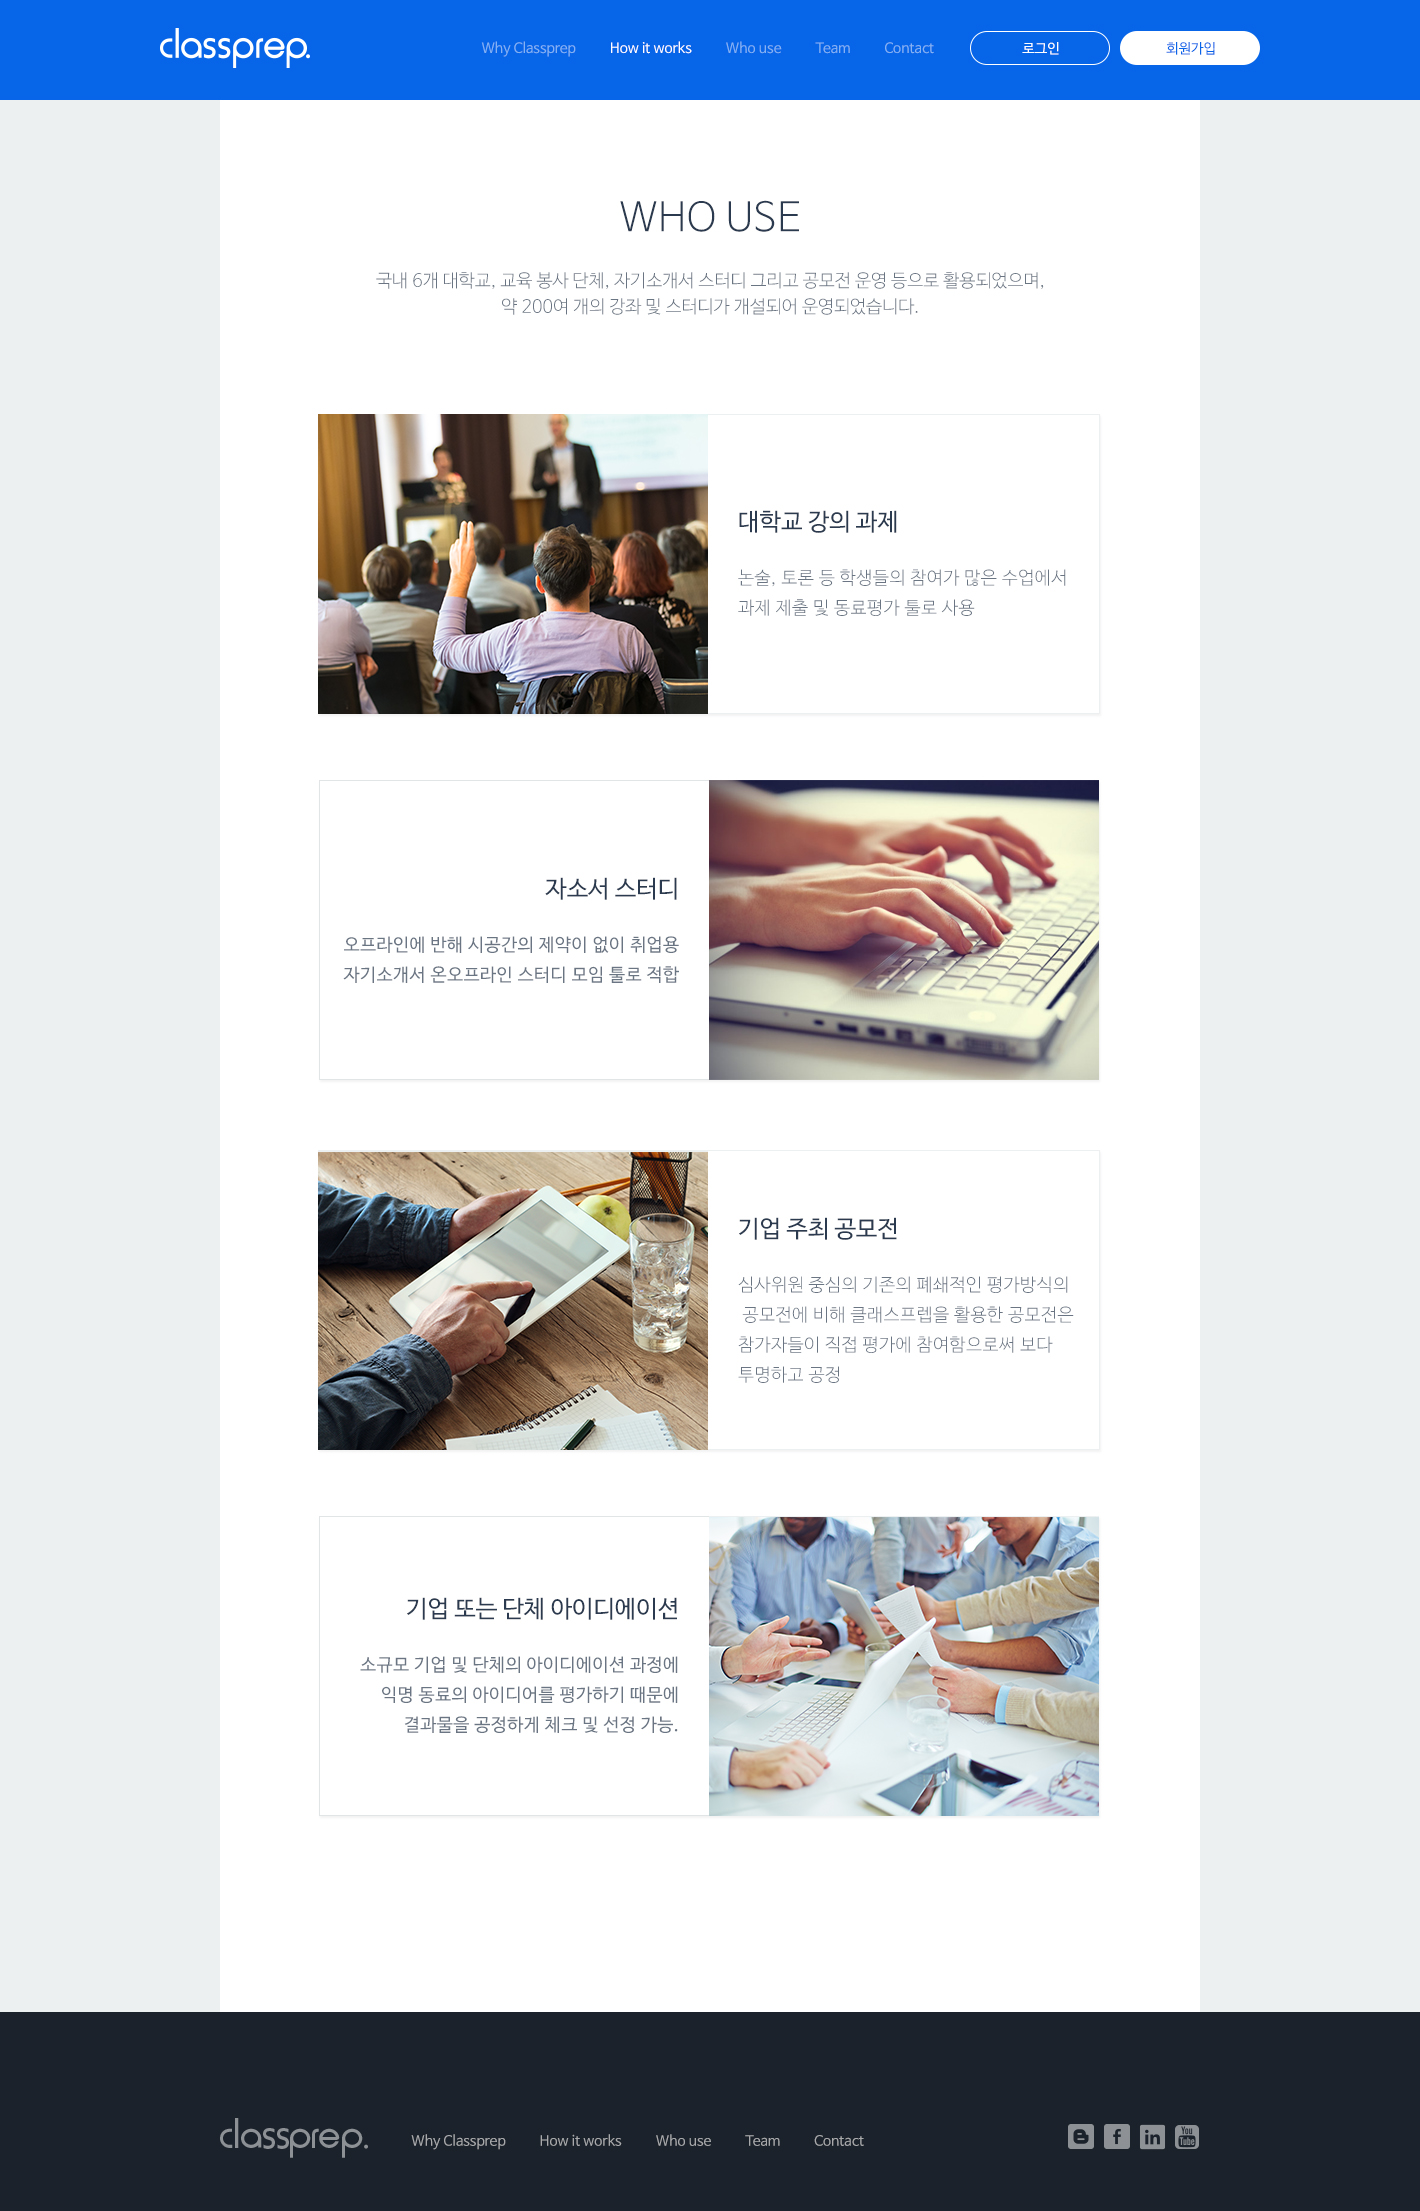 classprep.
Why Classprep
How it works
Who use
Team
Contact
로그인
회원가입
WHO USE
국내 6개 대학교, 교육 봉사 단체, 자기소개서 스터디 그리고 공모전 운영 등으로 활용되었으며,
약 200여 개의 강좌 및 스터디가 개설되어 운영되었습니다.
대학교 강의 과제
논술, 토론 등 학생들의 참여가 많은 수업에서
과제 제출 및 동료평가 툴로 사용
자소서 스터디
오프라인에 반해 시공간의 제약이 없이 취업용
자기소개서 온오프라인 스터디 모임 툴로 적합
기업 주최 공모전
심사위원 중심의 기존의 폐쇄적인 평가방식의
공모전에 비해 클래스프렙을 활용한 공모전은
참가자들이 직접 평가에 참여함으로써 보다
투명하고 공정
기업 또는 단체 아이디에이션
소규모 기업 및 단체의 아이디에이션 과정에
익명 동료의 아이디어를 평가하기 때문에
결과물을 공정하게 체크 및 선정 가능.
classprep.
Why Classprep
How it works
Who use
Team
Contact
You
Tube